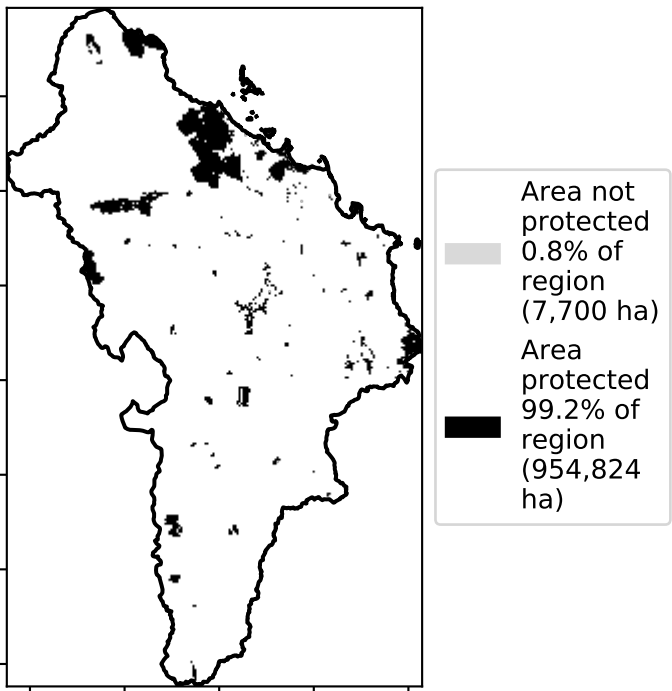 Area not
protected
0.8% of
region
(7,700 ha)
Area
protected
99.2% of
region
(954,824
ha)